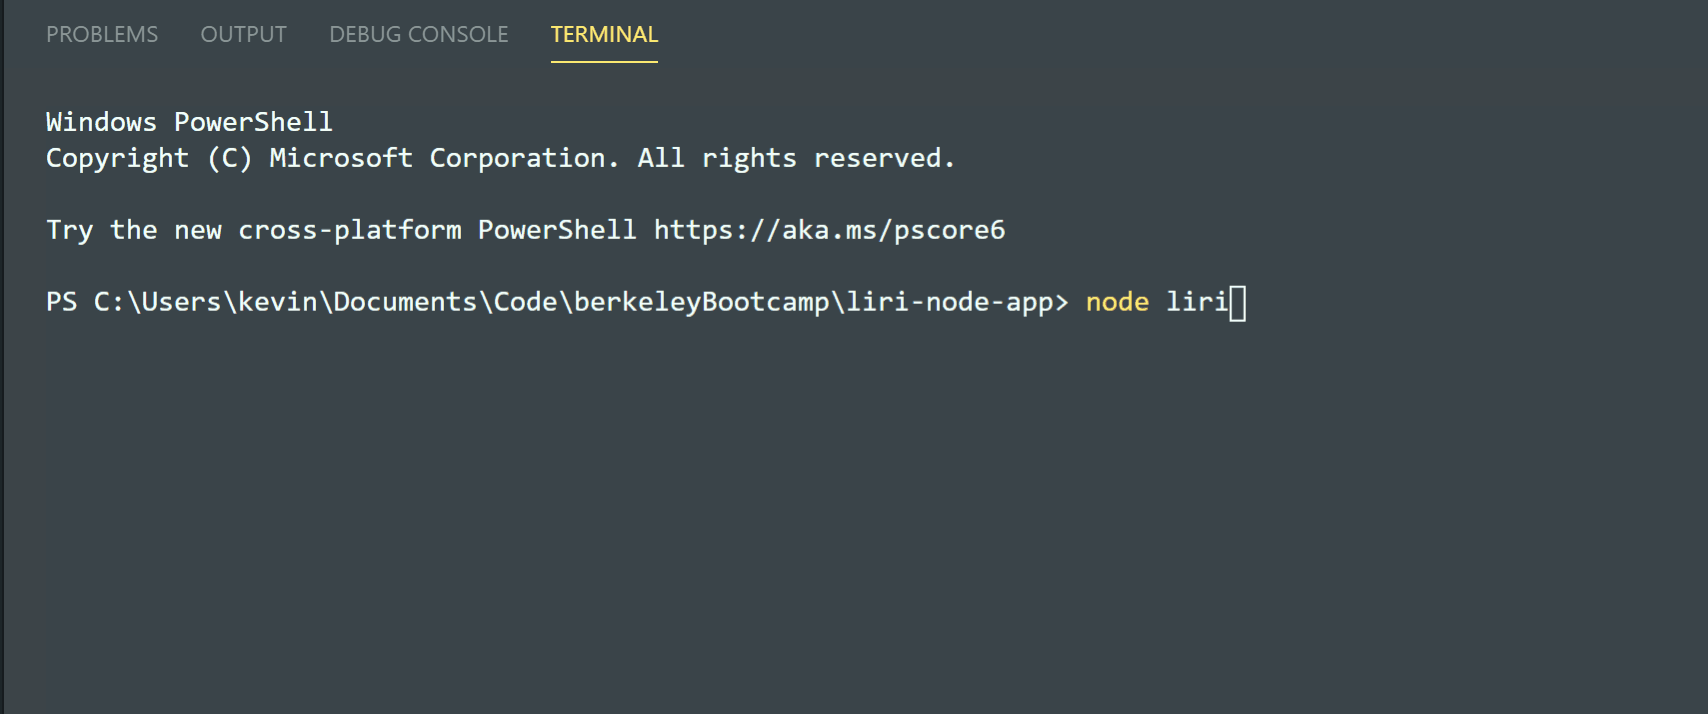 PROBLEMS OUTPUT DEBUG CONSOLE TERMINAL
Windows PowerShell
Copyright (C) Microsoft Corporation. All rights reserved.
Try the new cross-platform PowerShell https://aka.ms/pscore6
PS C:\Users\kevin\Documents\Code\berkeleyBootcamp\liri-node-app> node liri